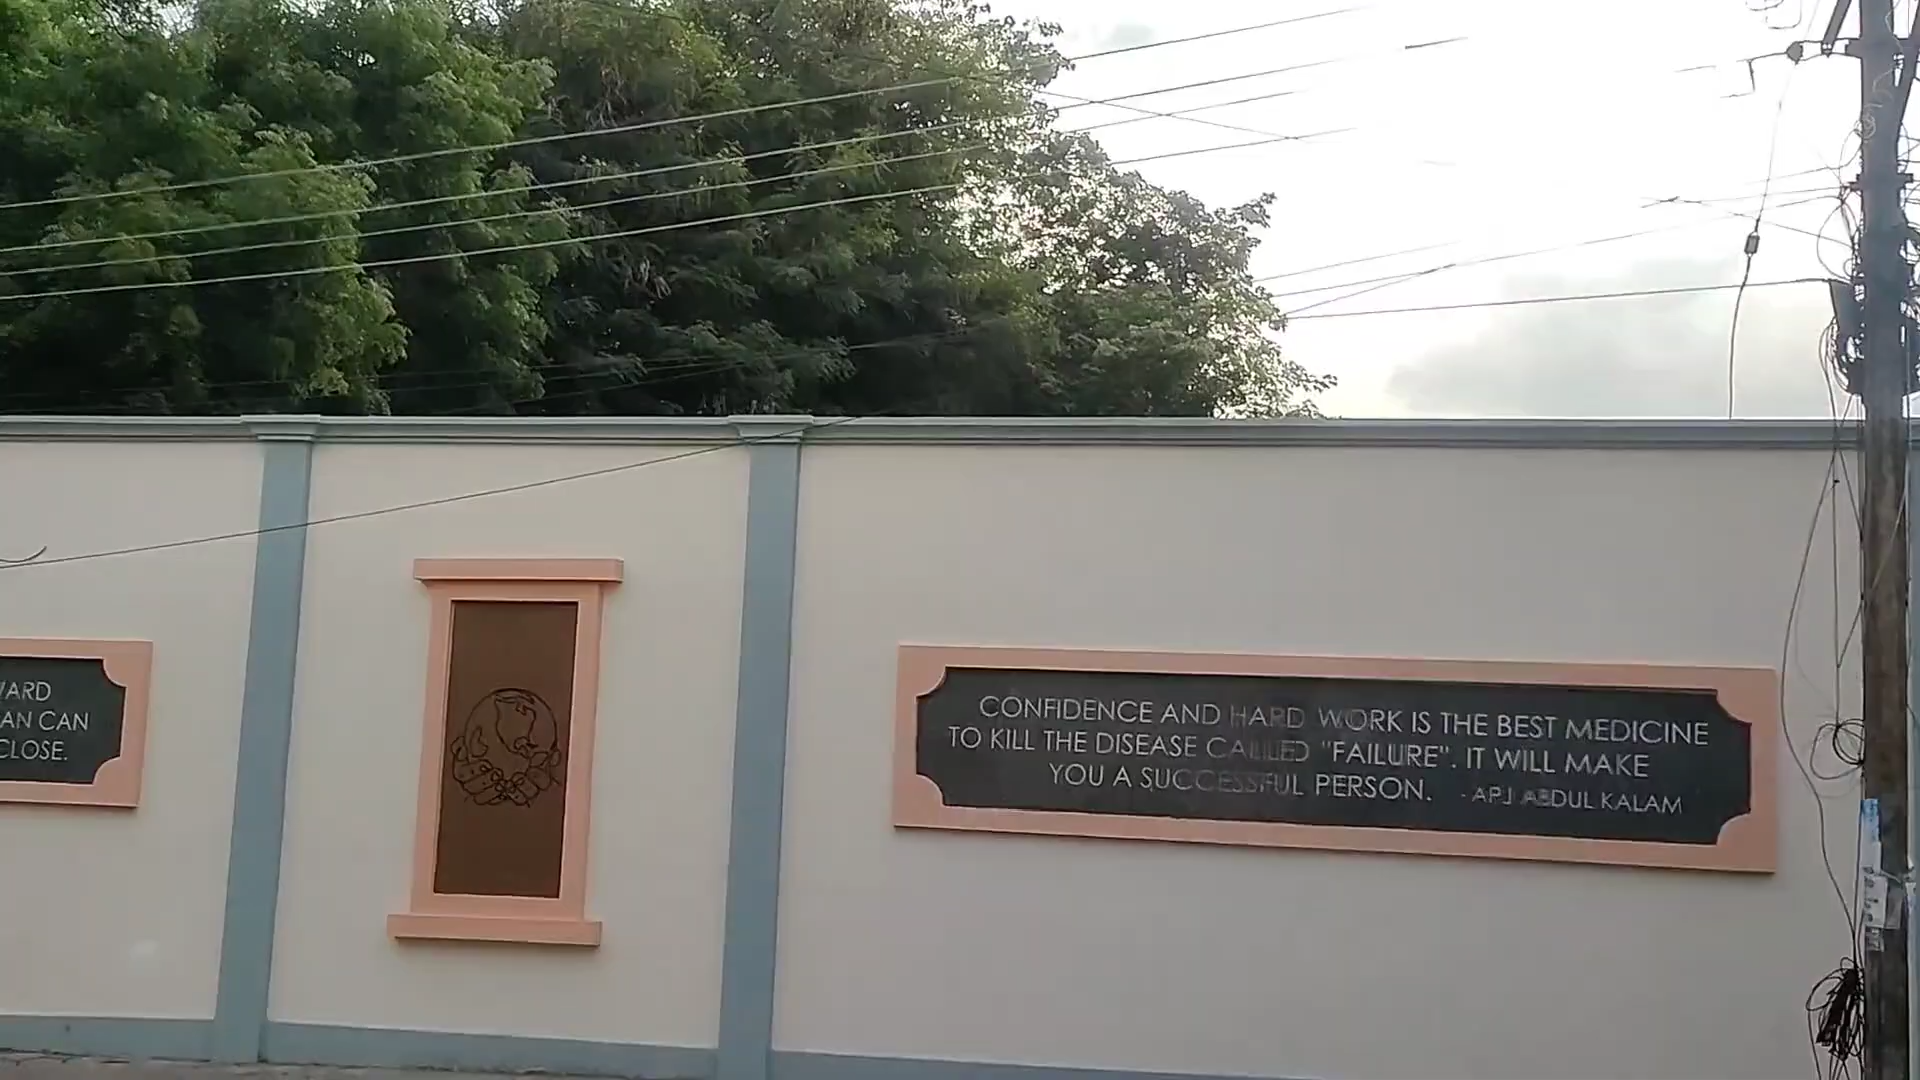 WARD
AN CAN
CLOSE.
CONFIDENCE AND HARD WORK IS THE BEST MEDICINE
TO KILL THE DISEASE CALLED "FAILURE". IT WILL MAKE
YOU A SUCCESSFUL PERSON. - APJ ABDUL KALAM